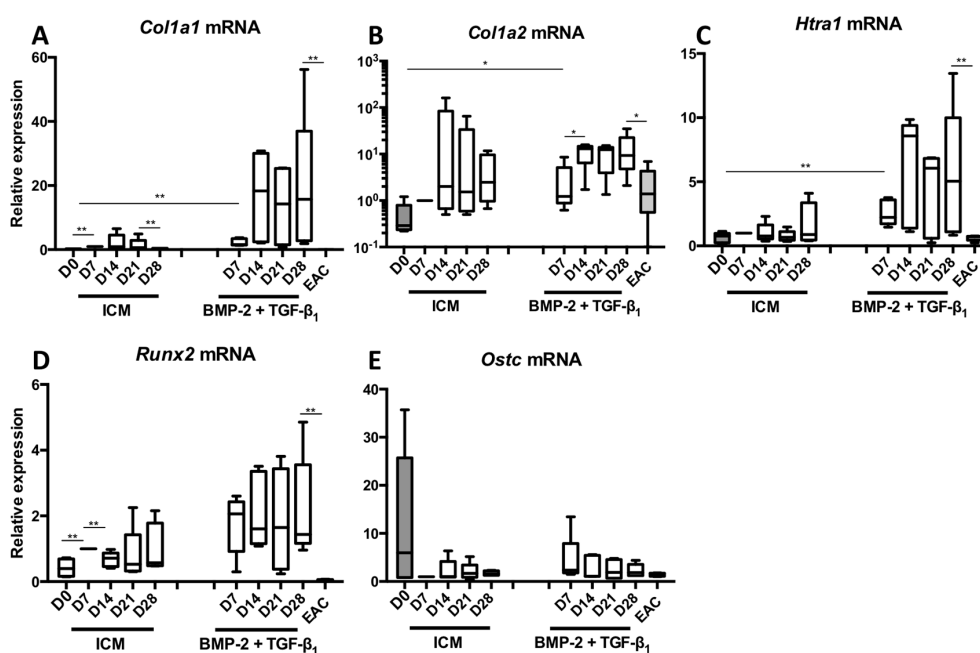 A
Col1a1 mRNA
Relative expression
60
40
20
0
**
**
**
**
D0
D7
D14
D21
D28
D7
D14
D21
D28
EAC
ICM
BMP-2 + TGF-β₁
B
Col1a2 mRNA
10³
10²
10¹
10⁰
10⁻¹
*
*
*
D0
D7
D14
D21
D28
D7
D14
D21
D28
EAC
ICM
BMP-2 + TGF-β₁
C
Htra1 mRNA
15
10
5
0
**
**
D0
D7
D14
D21
D28
D7
D14
D21
D28
EAC
ICM
BMP-2 + TGF-β₁
D
Runx2 mRNA
Relative expression
6
4
2
0
**
**
**
D0
D7
D14
D21
D28
D7
D14
D21
D28
EAC
ICM
BMP-2 + TGF-β₁
E
Ostc mRNA
40
30
20
10
0
D0
D7
D14
D21
D28
D7
D14
D21
D28
EAC
ICM
BMP-2 + TGF-β₁